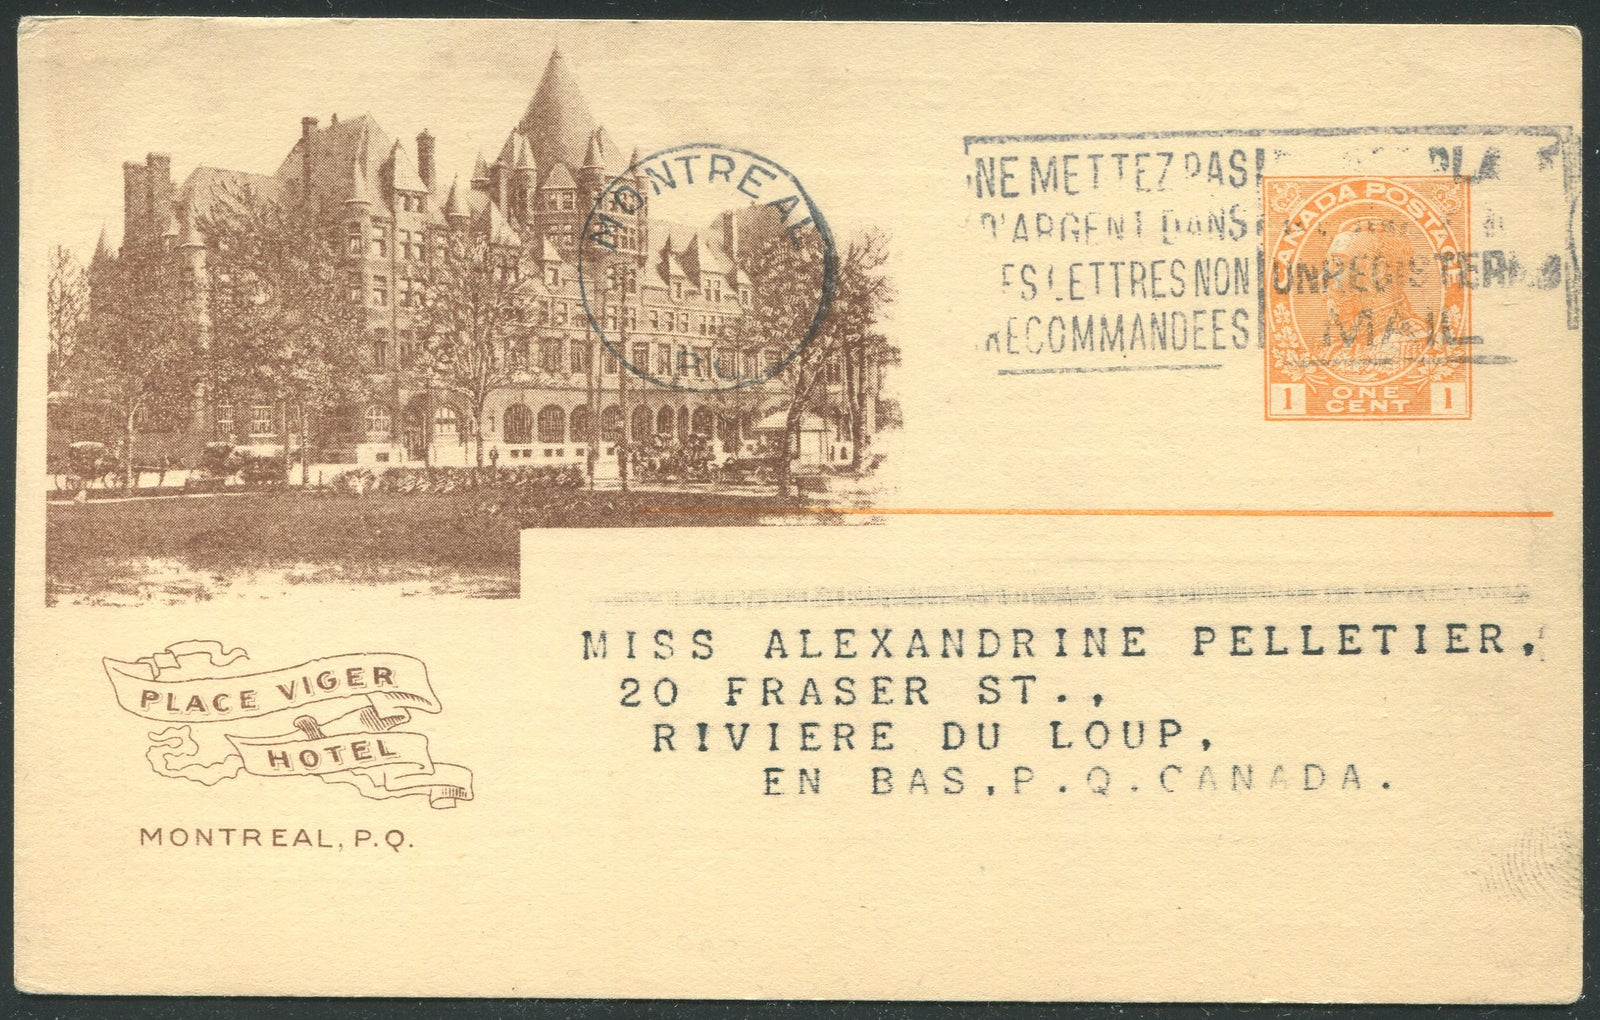 MONTREAL
NE METTEZ PAS
D'ARGENT DANS
LES LETTRES NON
RECOMMANDEES
UNREGISTERED
MAIL
CANADA POSTAGE
1 ONE CENT 1
PLACE VIGER
HOTEL
MONTREAL, P.Q.
MISS ALEXANDRINE PELLETIER,
20 FRASER ST.,
RIVIERE DU LOUP,
EN BAS, P.Q. CANADA.